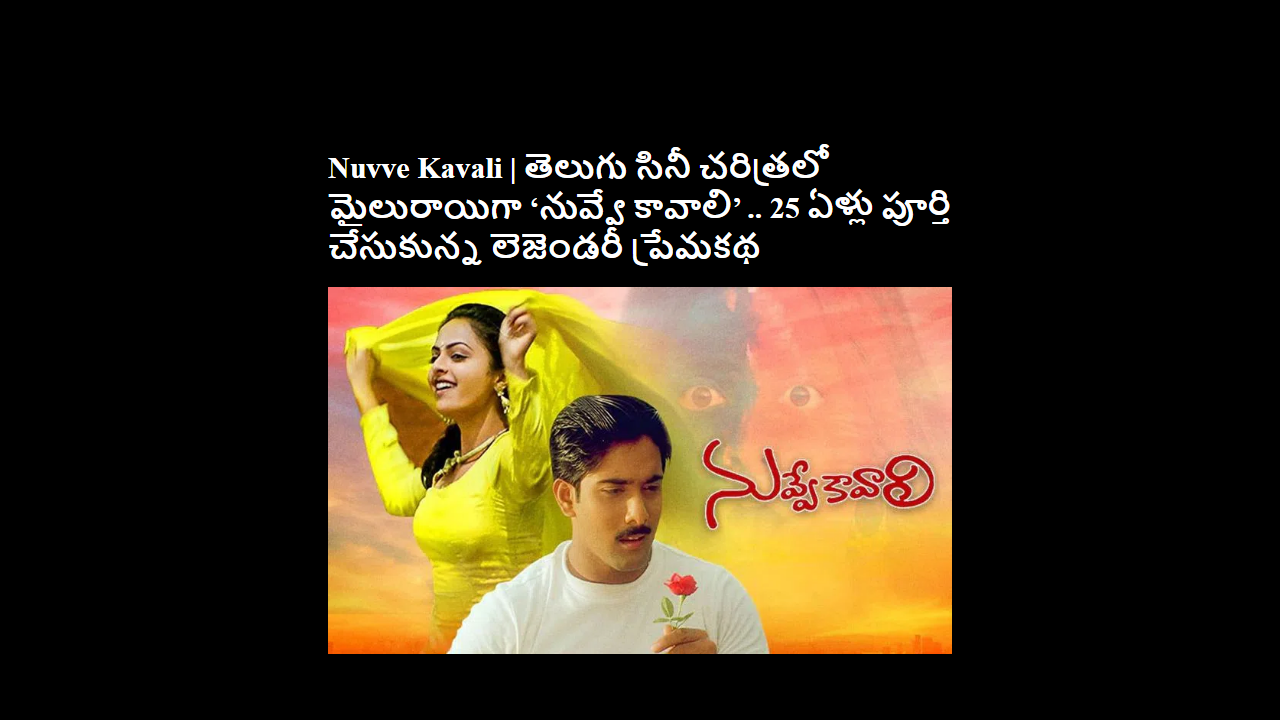 Nuvve Kavali | తెలుగు సినీ చరిత్రలో
మైలురాయిగా ‘నువ్వే కావాలి’ .. 25 ఏళ్లు పూర్తి
చేసుకున్న లెజెండరీ ప్రేమకథ
నువ్వే కావాలి